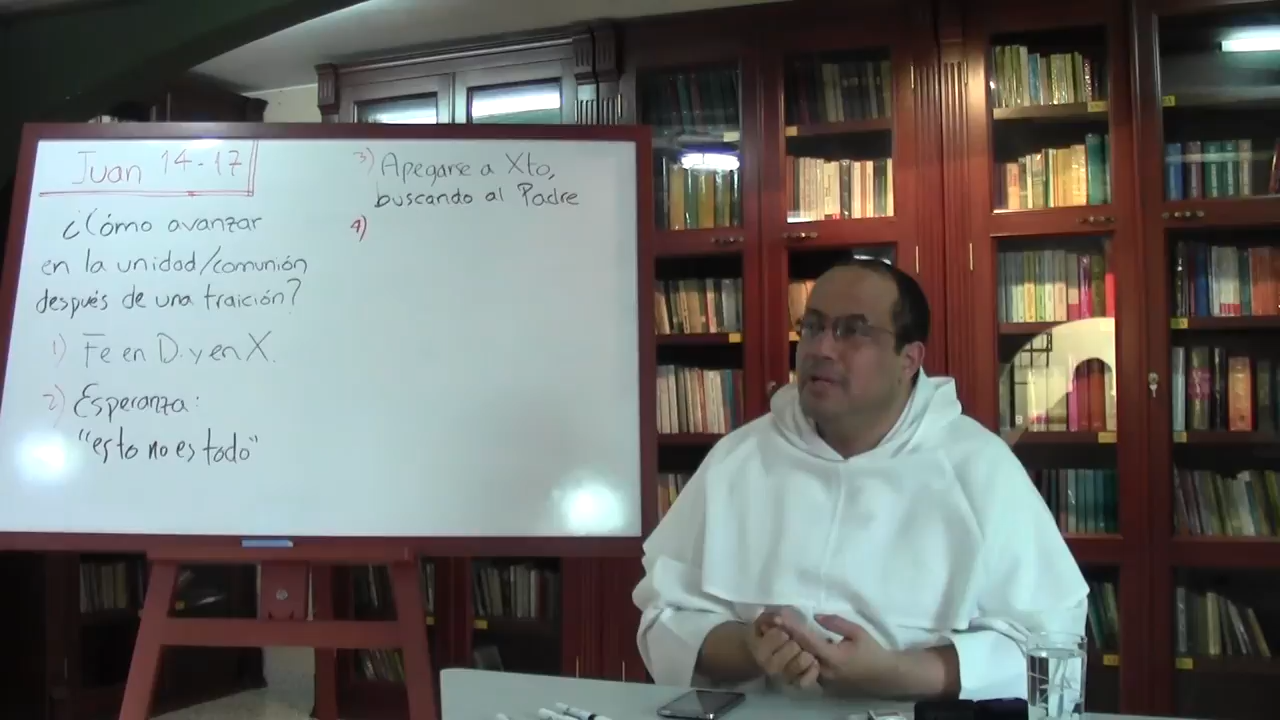 Juan 14-17
¿Cómo avanzar
en la unidad/comunión
después de una traición?
1) Fe en D. y en X.
2) Esperanza:
"esto no es todo"
3) Apegarse a Xto,
buscando al Padre
4)